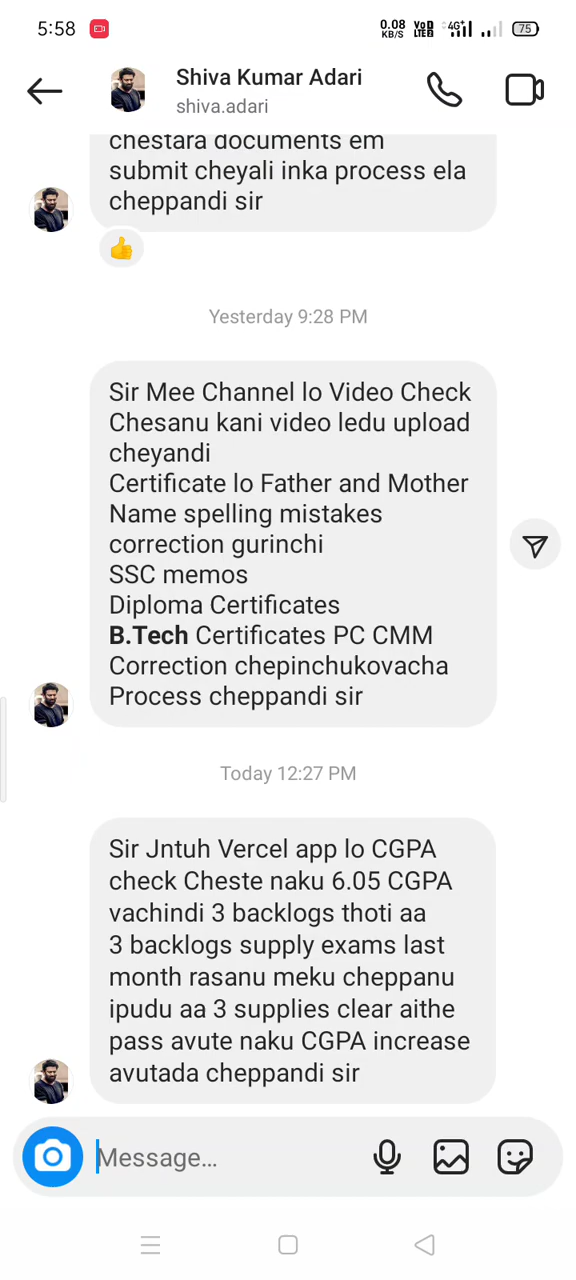 5:58
0.08 KB/S VoD LTE2 4G+ 75
Shiva Kumar Adari
shiva.adari
chestara documents em
submit cheyali inka process ela
cheppandi sir
Yesterday 9:28 PM
Sir Mee Channel lo Video Check
Chesanu kani video ledu upload
cheyandi
Certificate lo Father and Mother
Name spelling mistakes
correction gurinchi
SSC memos
Diploma Certificates
B.Tech Certificates PC CMM
Correction chepinchukovacha
Process cheppandi sir
Today 12:27 PM
Sir Jntuh Vercel app lo CGPA
check Cheste naku 6.05 CGPA
vachindi 3 backlogs thoti aa
3 backlogs supply exams last
month rasanu meku cheppanu
ipudu aa 3 supplies clear aithe
pass avute naku CGPA increase
avutada cheppandi sir
Message...